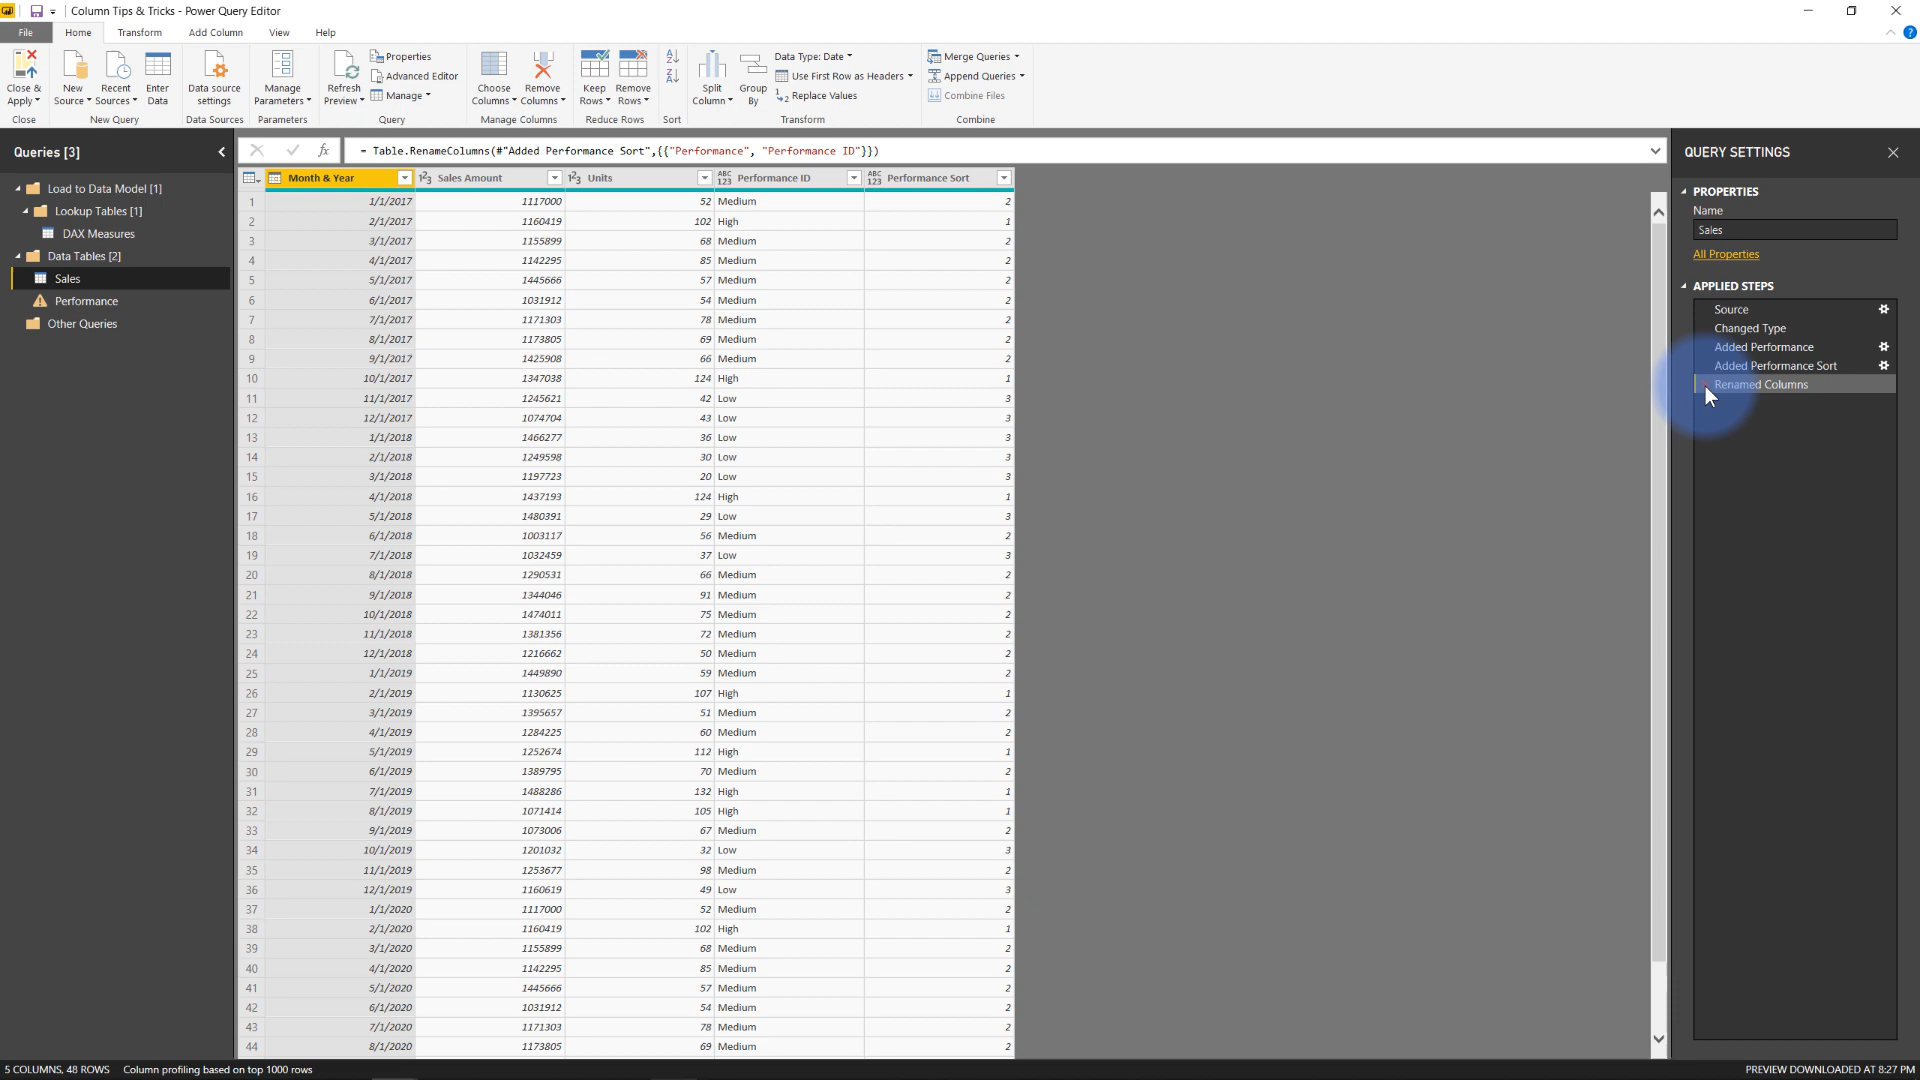 Column Tips & Tricks - Power Query Editor
File Home Transform Add Column View Help
Close & Apply
New Source
Recent Sources
Enter Data
Data source settings
Manage Parameters
Refresh Preview
Properties
Advanced Editor
Manage
Choose Columns
Remove Columns
Keep Rows
Remove Rows
Split Column
Group By
Data Type: Date
Use First Row as Headers
Replace Values
Merge Queries
Append Queries
Combine Files
Close New Query Data Sources Parameters Query Manage Columns Reduce Rows Sort Transform Combine
Queries [3]
Load to Data Model [1]
Lookup Tables [1]
DAX Measures
Data Tables [2]
Sales
Performance
Other Queries
fx = Table.RenameColumns(#"Added Performance Sort",{{"Performance", "Performance ID"}})
Month & Year 123 Sales Amount 123 Units ABC 123 Performance ID ABC 123 Performance Sort
1 1/1/2017 1117000 52 Medium 2
2 2/1/2017 1160419 102 High 1
3 3/1/2017 1155899 68 Medium 2
4 4/1/2017 1142295 85 Medium 2
5 5/1/2017 1445666 57 Medium 2
6 6/1/2017 1031912 54 Medium 2
7 7/1/2017 1171303 78 Medium 2
8 8/1/2017 1173805 69 Medium 2
9 9/1/2017 1425908 66 Medium 2
10 10/1/2017 1347038 124 High 1
11 11/1/2017 1245621 42 Low 3
12 12/1/2017 1074704 43 Low 3
13 1/1/2018 1466277 36 Low 3
14 2/1/2018 1249598 30 Low 3
15 3/1/2018 1197723 20 Low 3
16 4/1/2018 1437193 124 High 1
17 5/1/2018 1480391 29 Low 3
18 6/1/2018 1003117 56 Medium 2
19 7/1/2018 1032459 37 Low 3
20 8/1/2018 1290531 66 Medium 2
21 9/1/2018 1344046 91 Medium 2
22 10/1/2018 1474011 75 Medium 2
23 11/1/2018 1381356 72 Medium 2
24 12/1/2018 1216662 50 Medium 2
25 1/1/2019 1449890 59 Medium 2
26 2/1/2019 1130625 107 High 1
27 3/1/2019 1395657 51 Medium 2
28 4/1/2019 1284225 60 Medium 2
29 5/1/2019 1252674 112 High 1
30 6/1/2019 1389795 70 Medium 2
31 7/1/2019 1488286 132 High 1
32 8/1/2019 1071414 105 High 1
33 9/1/2019 1073006 67 Medium 2
34 10/1/2019 1201032 32 Low 3
35 11/1/2019 1253677 98 Medium 2
36 12/1/2019 1160619 49 Low 3
37 1/1/2020 1117000 52 Medium 2
38 2/1/2020 1160419 102 High 1
39 3/1/2020 1155899 68 Medium 2
40 4/1/2020 1142295 85 Medium 2
41 5/1/2020 1445666 57 Medium 2
42 6/1/2020 1031912 54 Medium 2
43 7/1/2020 1171303 78 Medium 2
44 8/1/2020 1173805 69 Medium 2
QUERY SETTINGS
PROPERTIES
Name
Sales
All Properties
APPLIED STEPS
Source
Changed Type
Added Performance
Added Performance Sort
Renamed Columns
5 COLUMNS, 48 ROWS Column profiling based on top 1000 rows
PREVIEW DOWNLOADED AT 8:27 PM